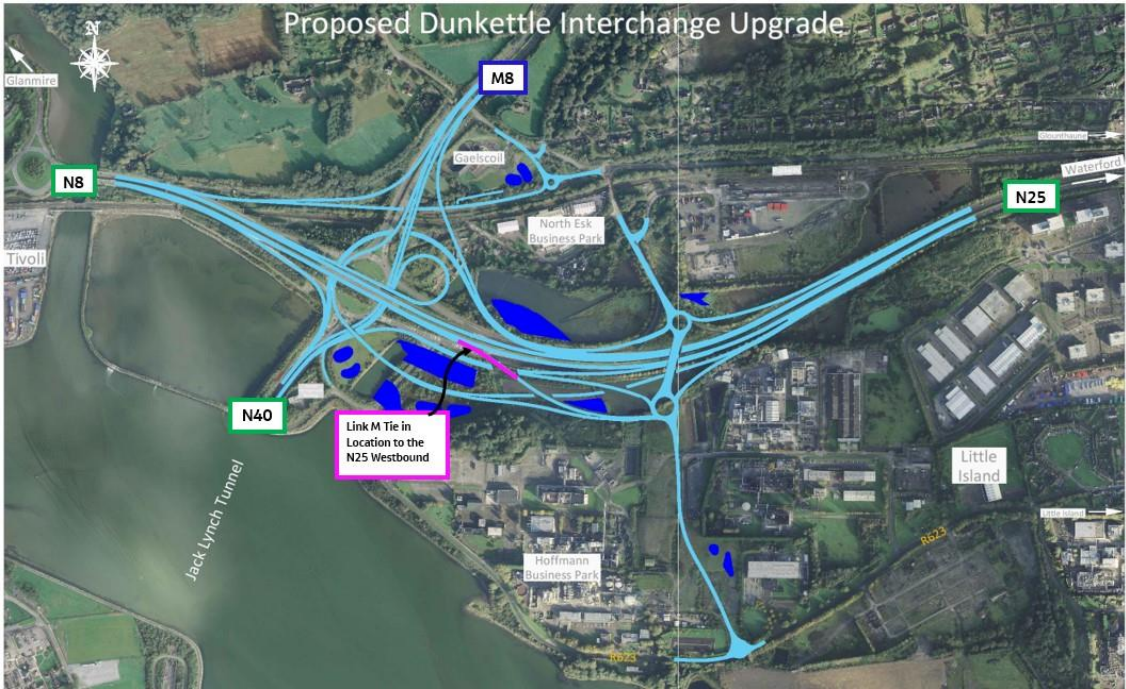 Proposed Dunkettle Interchange Upgrade
N
Glanmire
M8
Gaelscoil
Glounthaune
Waterford
N8
N25
North Esk
Business Park
Tivoli
N40
Link M Tie in
Location to the
N25 Westbound
Little
Island
Jack Lynch Tunnel
Little Island
R623
Hoffmann
Business Park
R623